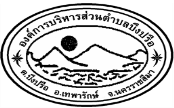 องค์การบริหารส่วนตำบลบึงปรือ
ต.บึงปรือ อ.เทพารักษ์ จ.นครราชสีมา